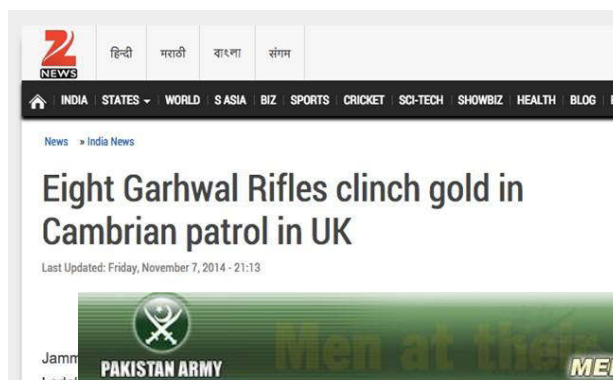 Z
NEWS
हिन्दी मराठी বাংলা संगम
INDIA STATES WORLD S ASIA BIZ SPORTS CRICKET SCI-TECH SHOWBIZ HEALTH BLOG
News » India News
Eight Garhwal Rifles clinch gold in
Cambrian patrol in UK
Last Updated: Friday, November 7, 2014 - 21:13
Men at their
Jamm
PAKISTAN ARMY